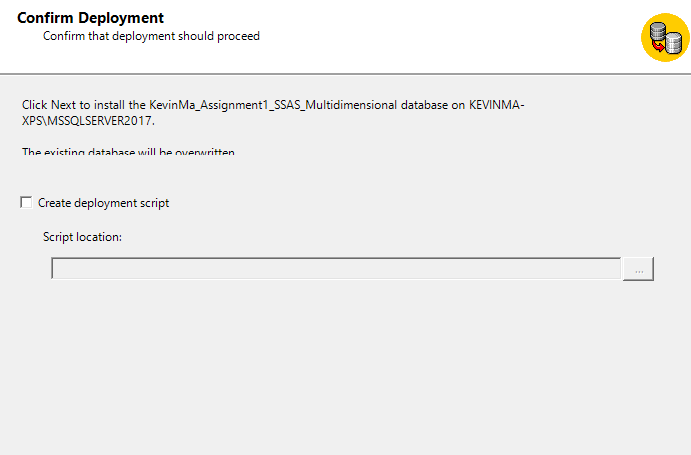 Confirm Deployment
Confirm that deployment should proceed
Click Next to install the KevinMa_Assignment1_SSAS_Multidimensional database on KEVINMA-
XPS\MSSQLSERVER2017.
The existing database will be overwritten
Create deployment script
Script location:
...